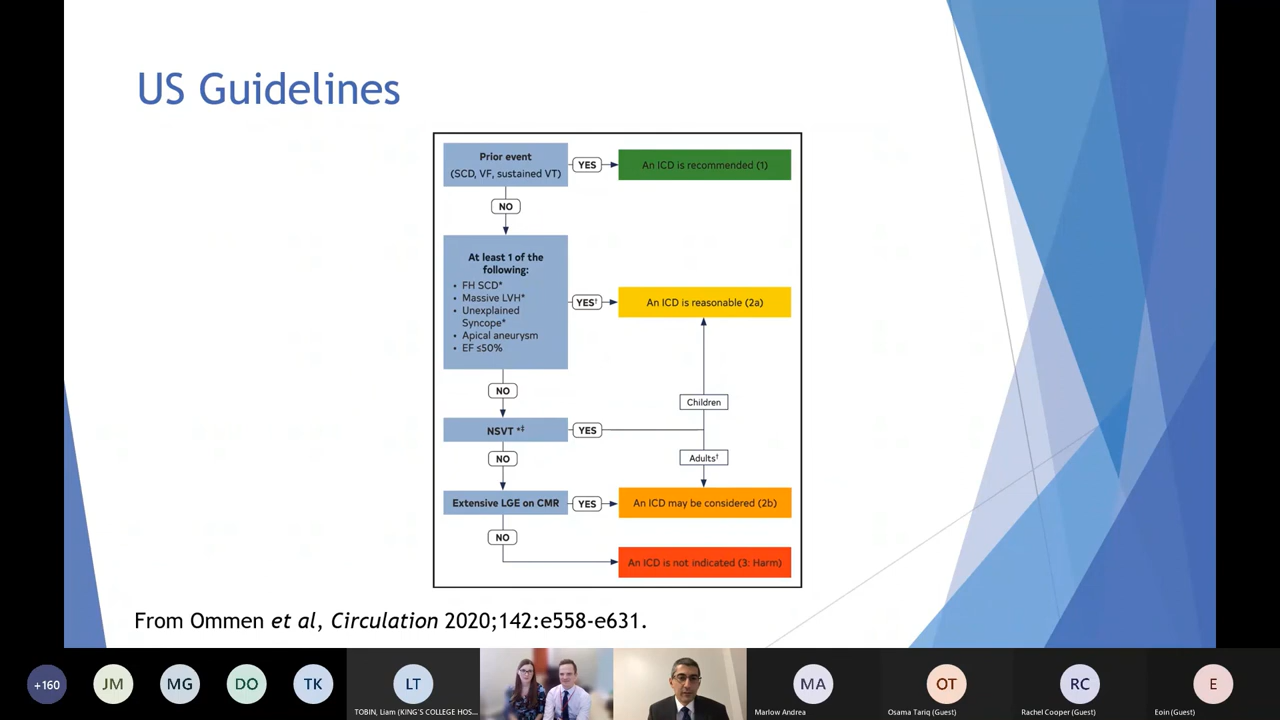 US Guidelines
Prior event
(SCD, VF, sustained VT)
YES
An ICD is recommended (1)
NO
At least 1 of the
following:
• FH SCD*
• Massive LVH*
• Unexplained
Syncope*
• Apical aneurysm
• EF ≤50%
YES†
An ICD is reasonable (2a)
NO
Children
NSVT *‡
YES
NO
Adults†
Extensive LGE on CMR
YES
An ICD may be considered (2b)
NO
An ICD is not indicated (3: Harm)
From Ommen et al, Circulation 2020;142:e558-e631.
+160
JM
MG
DO
TK
LT
TOBIN, Liam (KING'S COLLEGE HOS...
MA
Marlow Andrea
OT
Osama Tariq (Guest)
RC
Rachel Cooper (Guest)
E
Eoin (Guest)